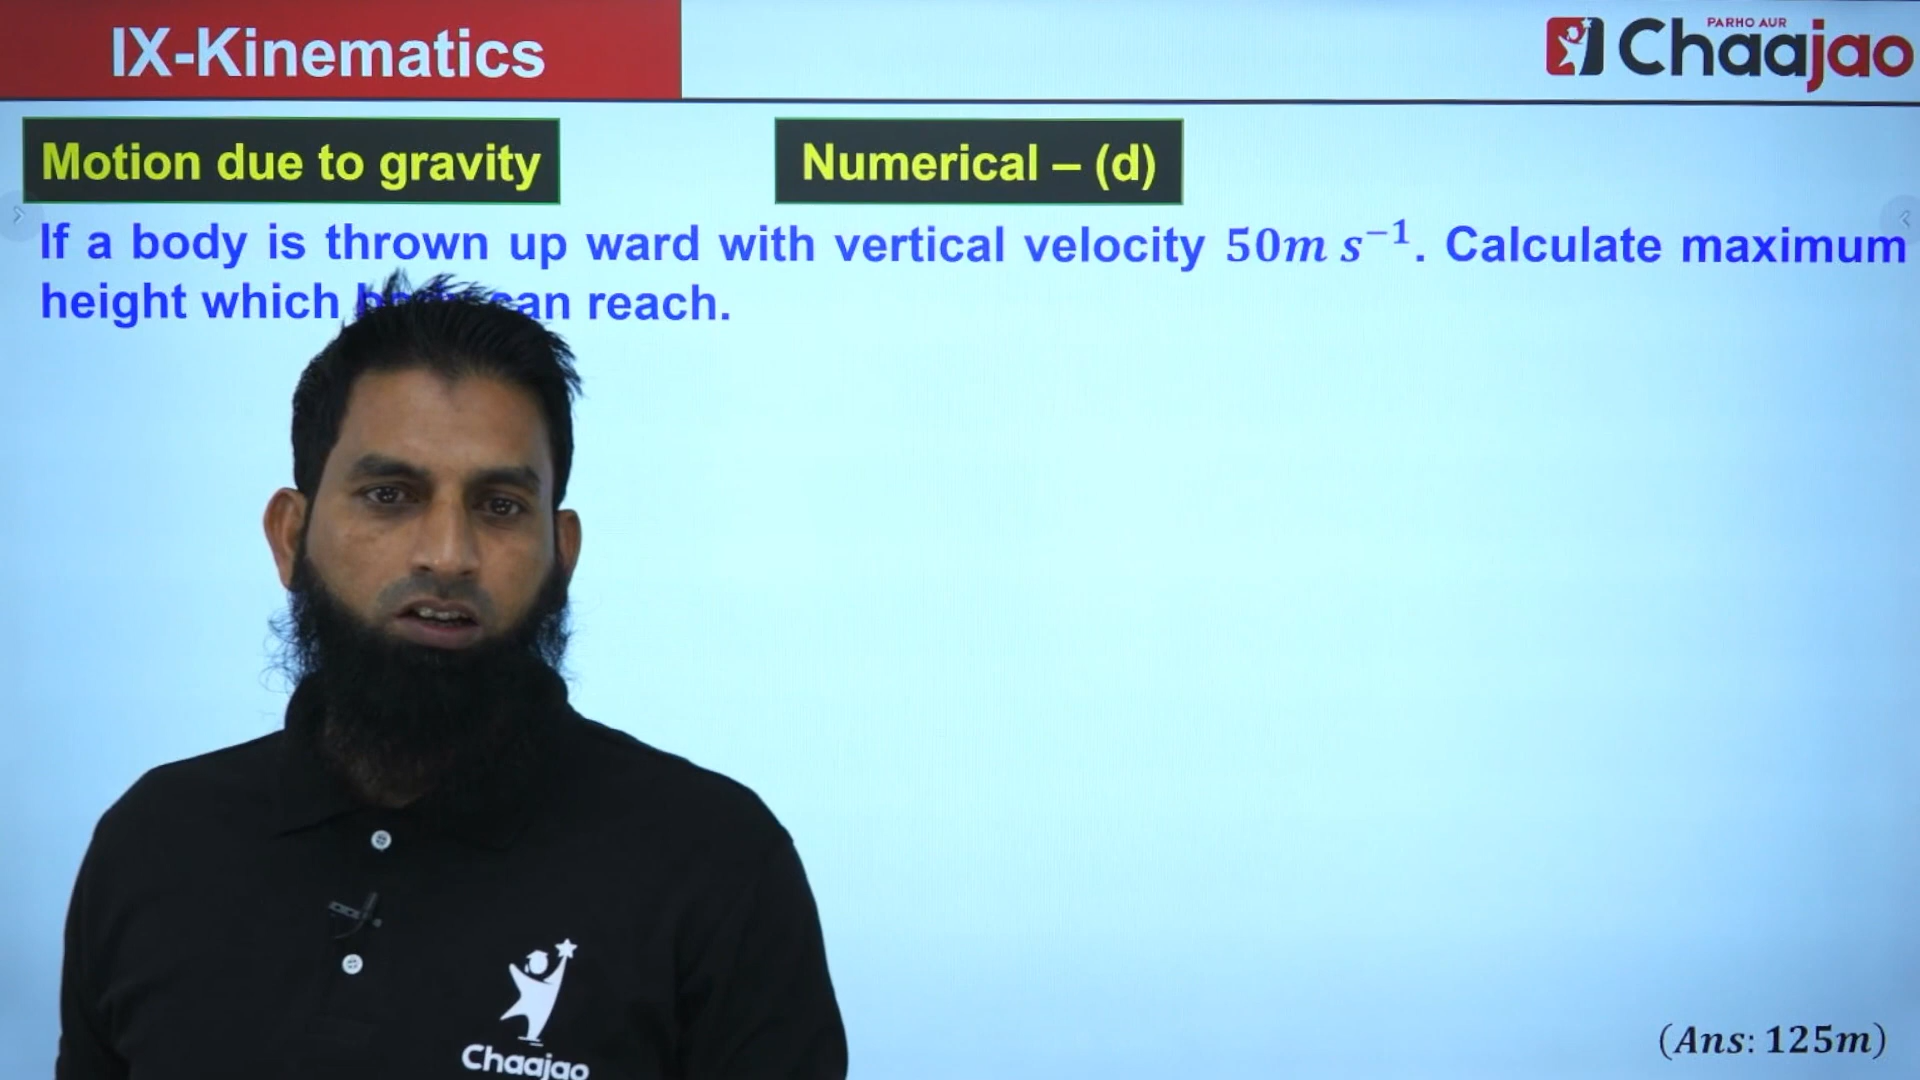 IX-Kinematics
PARHO AUR
Chaajao
Motion due to gravity
Numerical – (d)
If a body is thrown up ward with vertical velocity 50m s⁻¹. Calculate maximum
height which can reach.
Chaajao
(Ans: 125m)